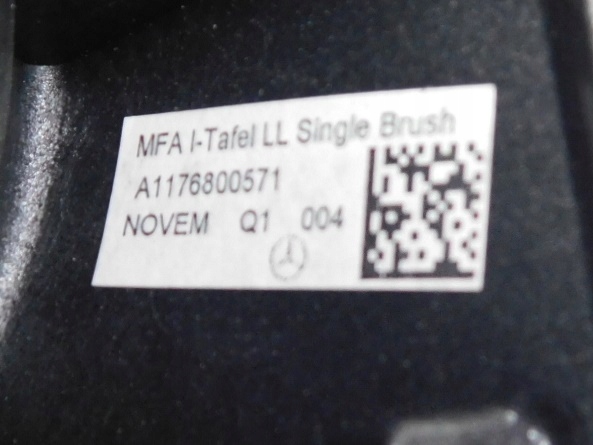 MFA I-Tafel LL Single Brush
A1176800571
NOVEM Q1 004